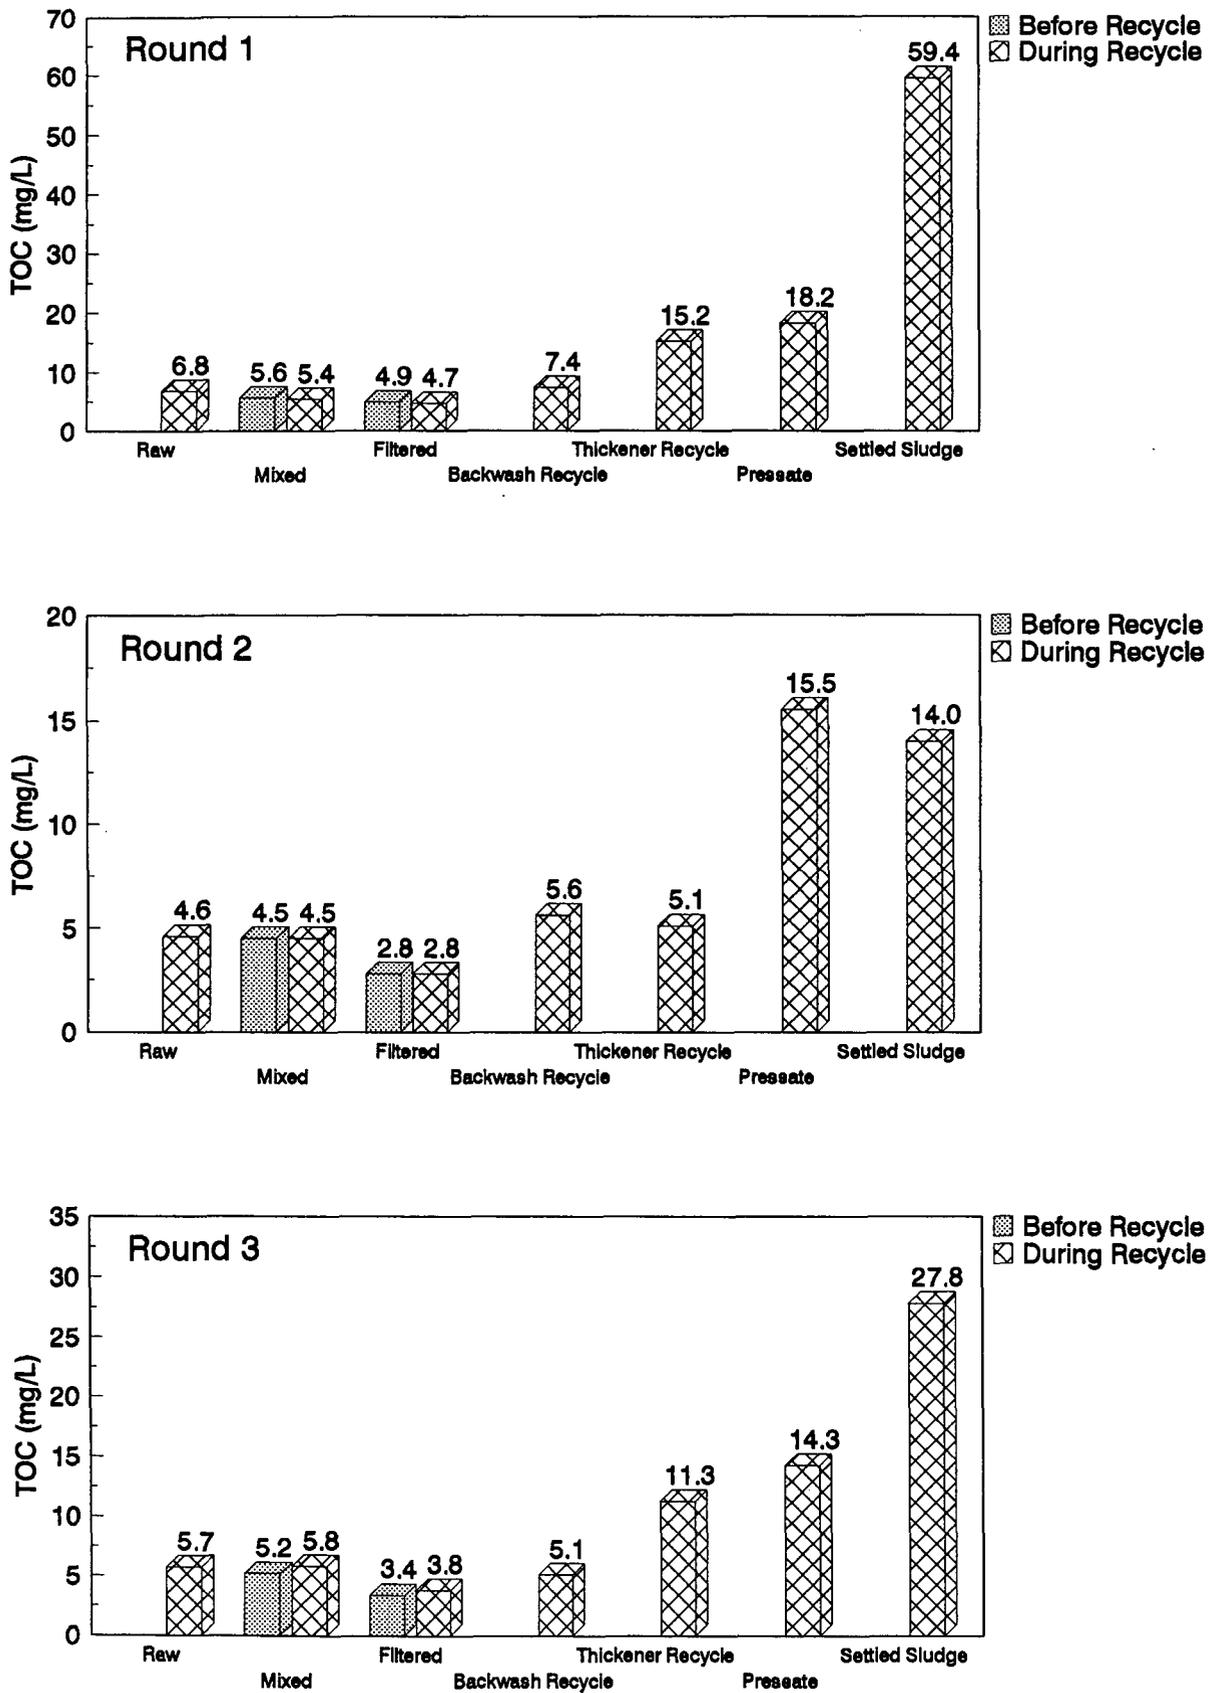 Round 1
Before Recycle
During Recycle
TOC (mg/L)
70
60
50
40
30
20
10
0
6.8
5.6
5.4
4.9
4.7
7.4
15.2
18.2
59.4
Raw
Mixed
Filtered
Backwash Recycle
Thickener Recycle
Pressate
Settled Sludge
Round 2
Before Recycle
During Recycle
TOC (mg/L)
20
15
10
5
0
4.6
4.5
4.5
2.8
2.8
5.6
5.1
15.5
14.0
Raw
Mixed
Filtered
Backwash Recycle
Thickener Recycle
Pressate
Settled Sludge
Round 3
Before Recycle
During Recycle
TOC (mg/L)
35
30
25
20
15
10
5
0
5.7
5.2
5.8
3.4
3.8
5.1
11.3
14.3
27.8
Raw
Mixed
Filtered
Backwash Recycle
Thickener Recycle
Pressate
Settled Sludge